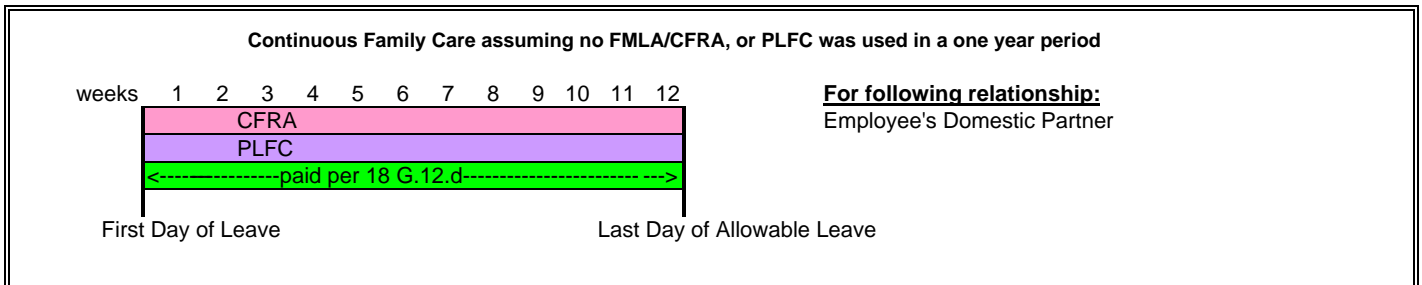 Continuous Family Care assuming no FMLA/CFRA, or PLFC was used in a one year period
weeks 1 2 3 4 5 6 7 8 9 10 11 12 For following relationship:
CFRA Employee's Domestic Partner
PLFC
<---------------paid per 18 G.12.d------------------------ --->
First Day of Leave Last Day of Allowable Leave